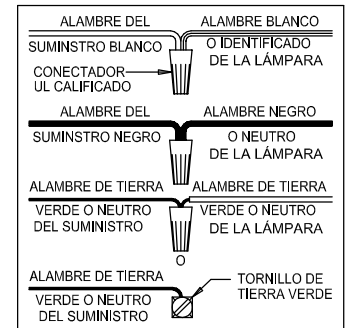 ALAMBRE DEL ALAMBRE BLANCO
SUMINSTRO BLANCO O IDENTIFICADO
CONECTADOR DE LA LÁMPARA
UL CALIFICADO
ALAMBRE DEL ALAMBRE NEGRO
SUMINSTRO NEGRO O NEUTRO
DE LA LÁMPARA
ALAMBRE DE TIERRA ALAMBRE DE TIERRA
VERDE O NEUTRO VERDE O NEUTRO
DEL SUMINISTRO DE LA LÁMPARA
O
ALAMBRE DE TIERRA TORNILLO DE
VERDE O NEUTRO TIERRA VERDE
DEL SUMINISTRO